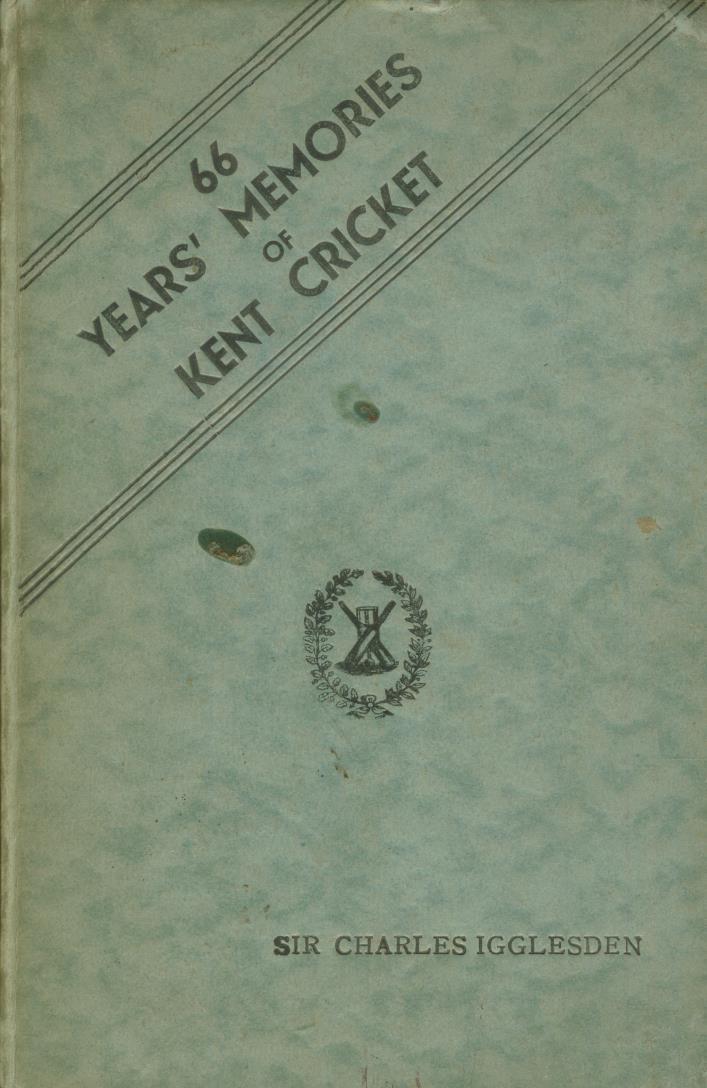 66
YEARS' MEMORIES
OF
KENT CRICKET
SIR CHARLES IGGLESDEN